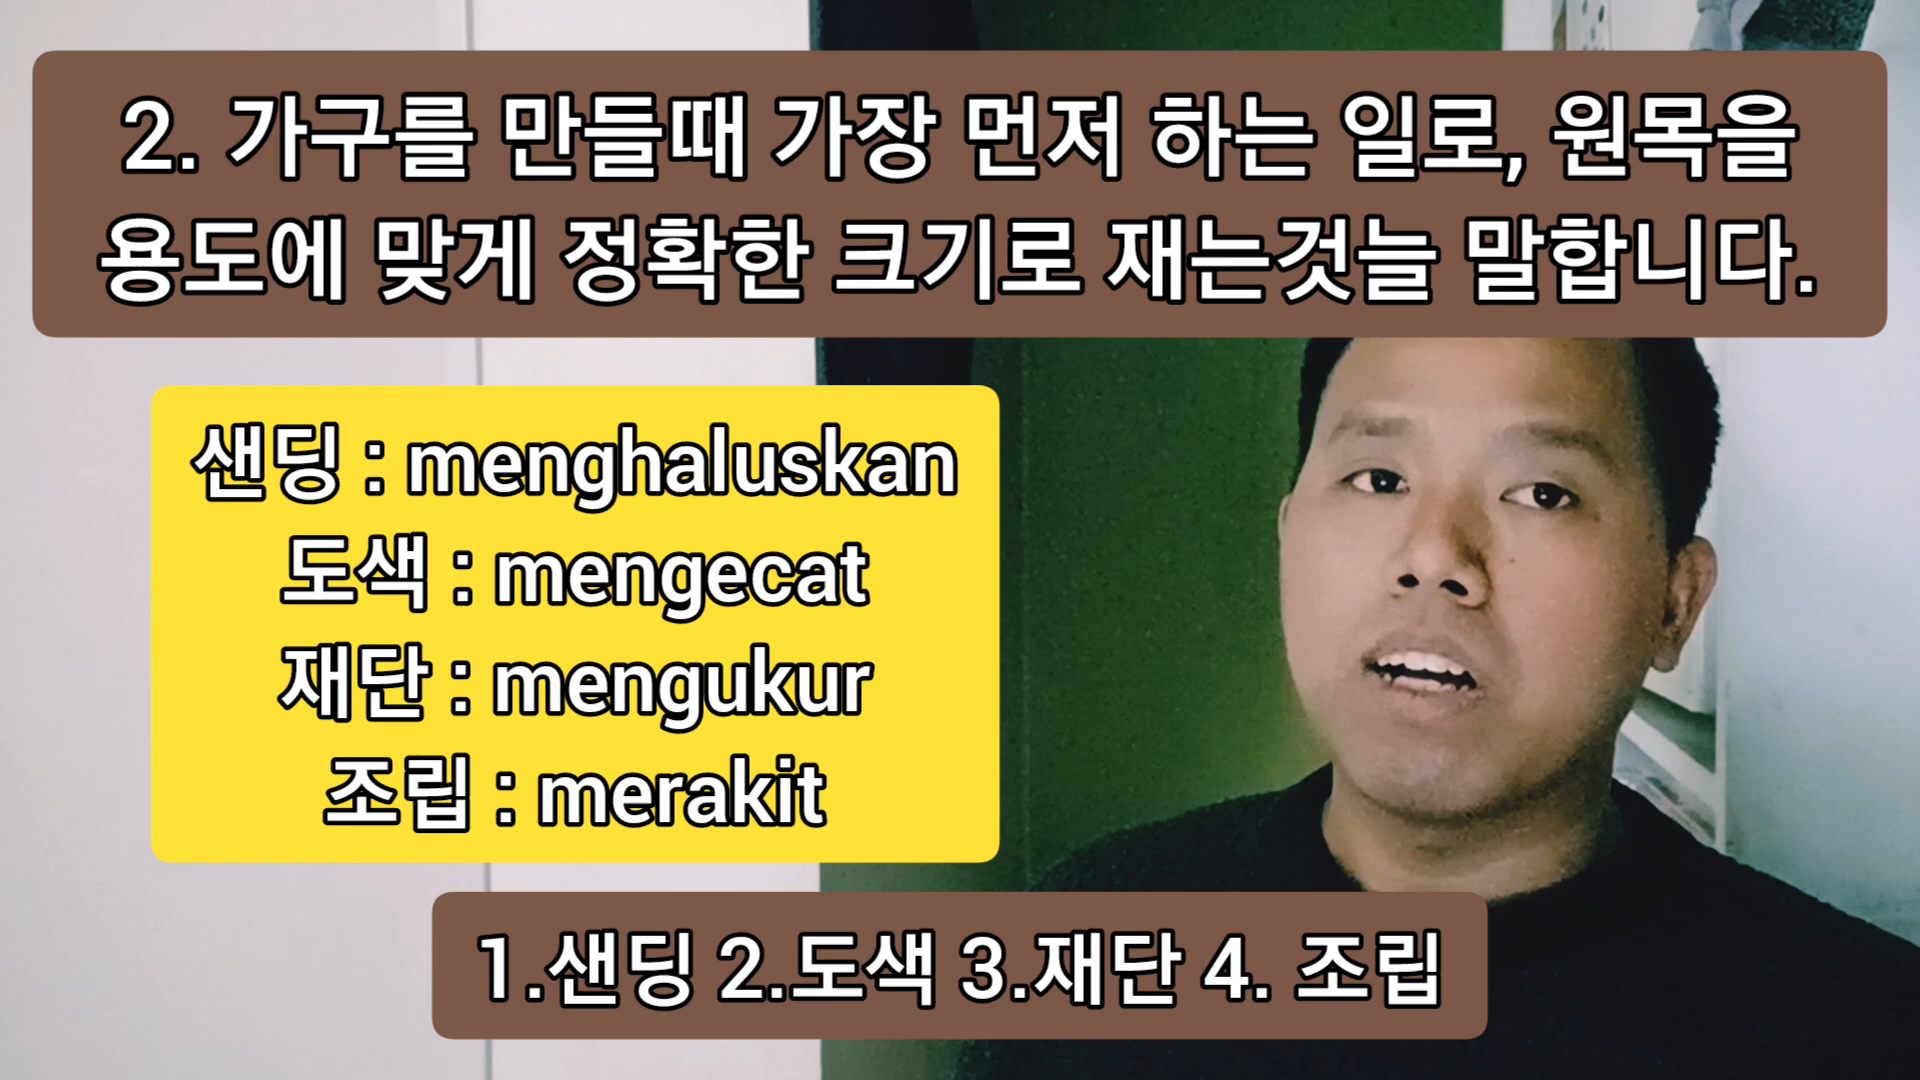 2. 가구를 만들때 가장 먼저 하는 일로, 원목을
용도에 맞게 정확한 크기로 재는것늘 말합니다.
샌딩 : menghaluskan
도색 : mengecat
재단 : mengukur
조립 : merakit
1.샌딩 2.도색 3.재단 4. 조립